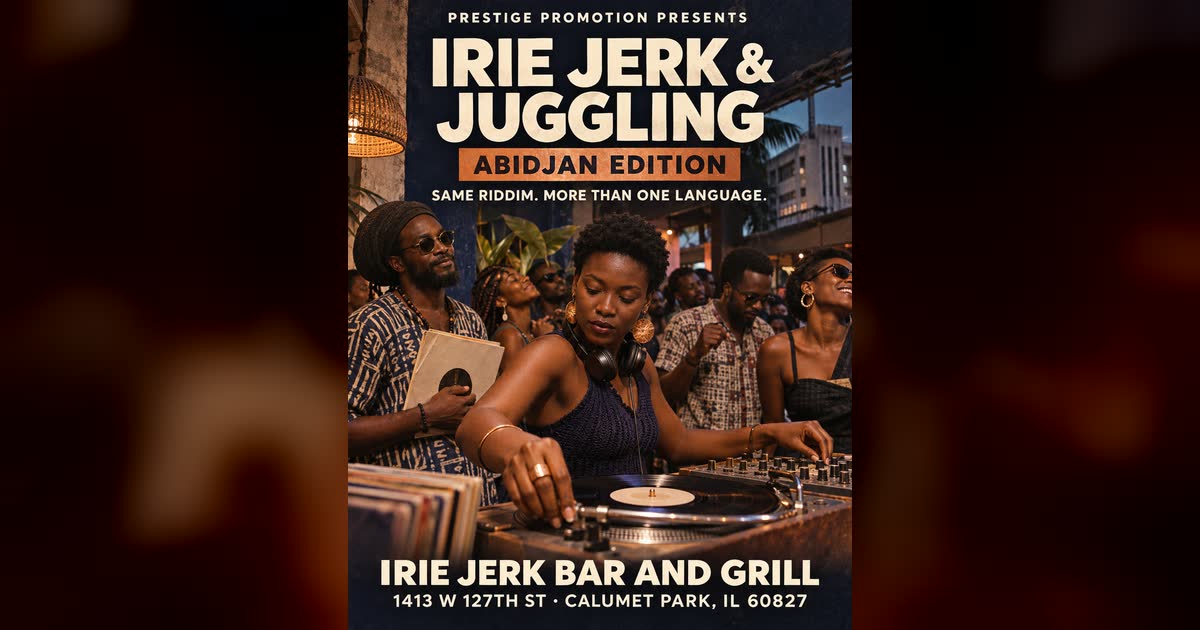 PRESTIGE PROMOTION PRESENTS
IRIE JERK &
JUGGLING
ABIDJAN EDITION
SAME RIDDIM. MORE THAN ONE LANGUAGE.
IRIE JERK BAR AND GRILL
1413 W 127TH ST · CALUMET PARK, IL 60827